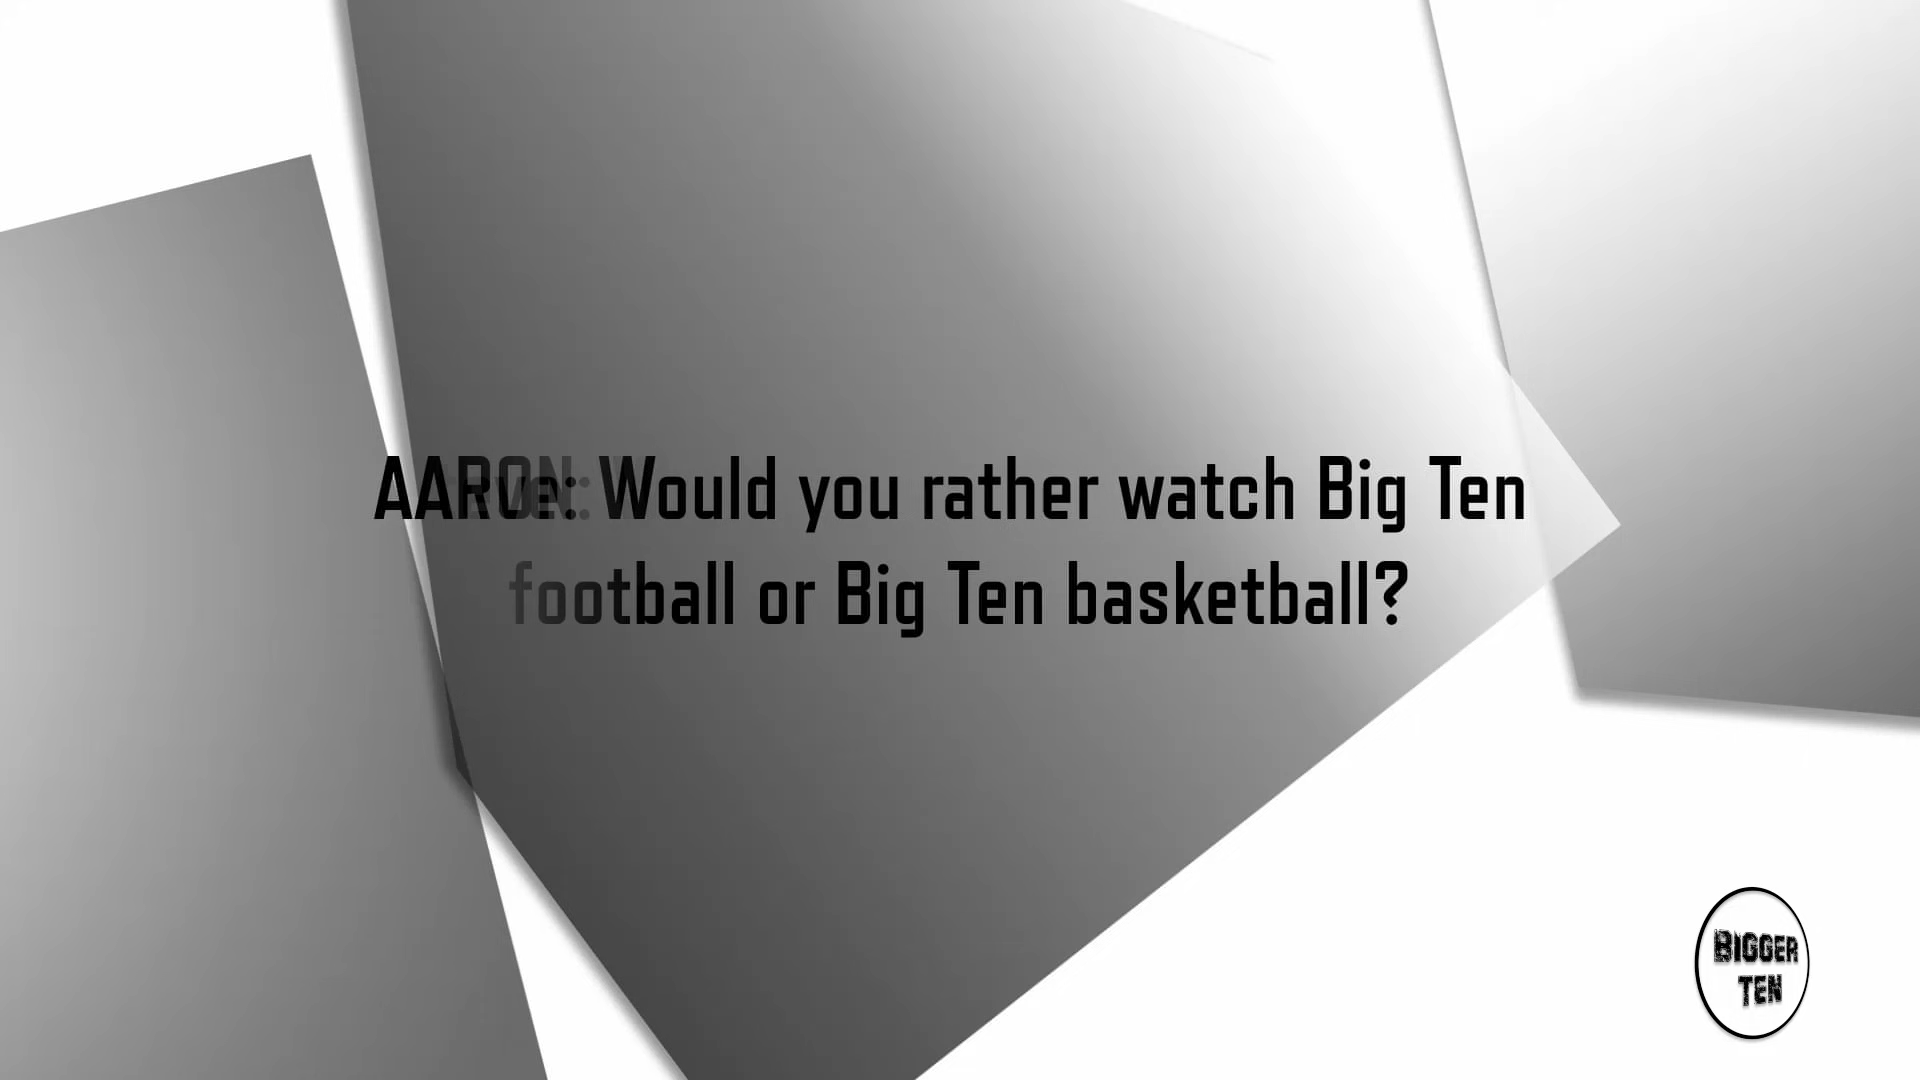 AARON: Would you rather watch Big Ten
football or Big Ten basketball?
BIGGER
TEN